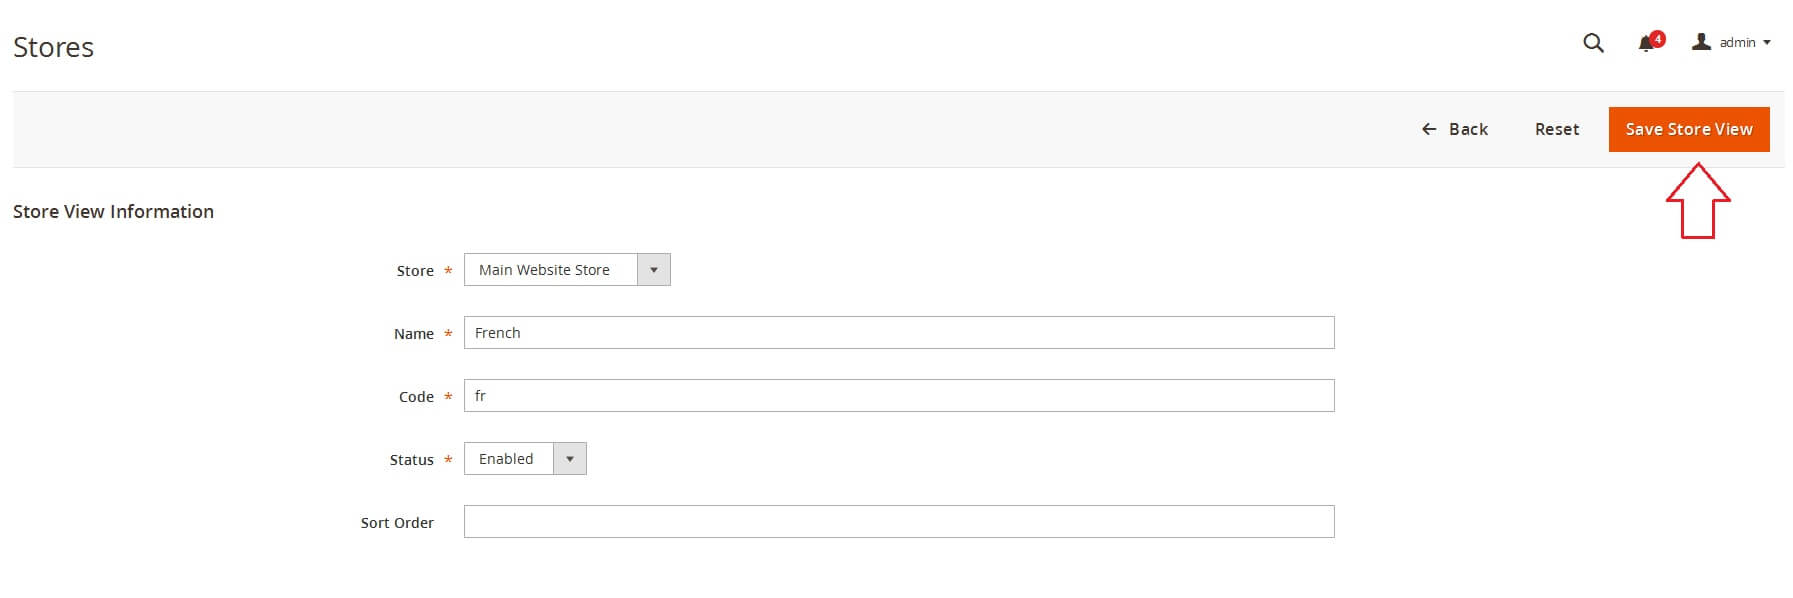 Stores
4
admin
Back
Reset
Save Store View
Store View Information
Store *
Main Website Store
Name *
French
Code *
fr
Status *
Enabled
Sort Order